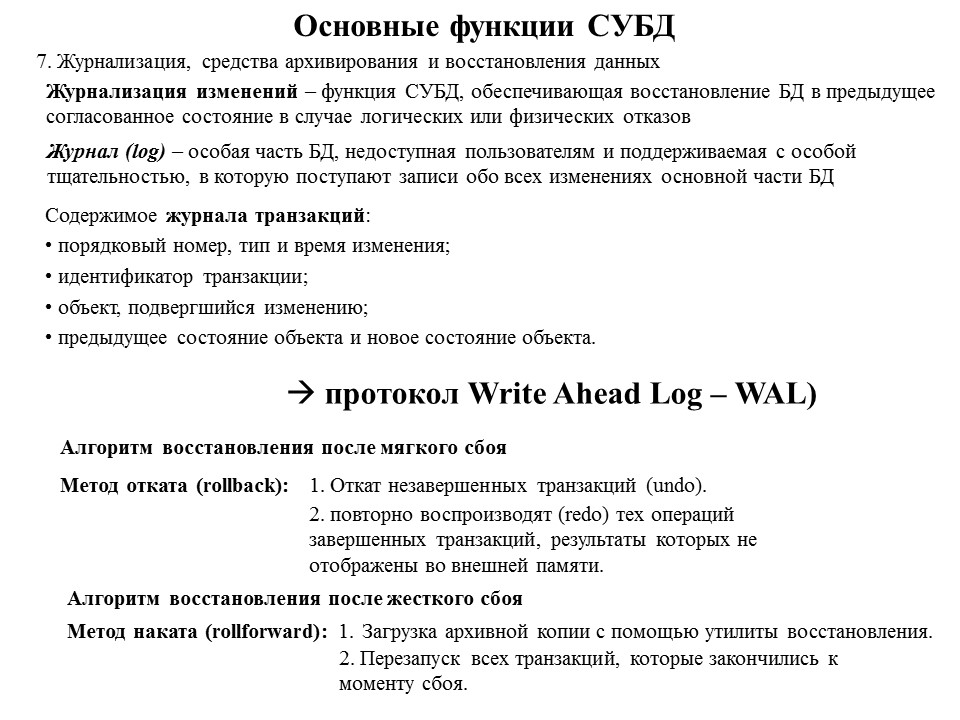 Основные функции СУБД
7. Журнализация, средства архивирования и восстановления данных
Журнализация изменений – функция СУБД, обеспечивающая восстановление БД в предыдущее
согласованное состояние в случае логических или физических отказов
Журнал (log) – особая часть БД, недоступная пользователям и поддерживаемая с особой
тщательностью, в которую поступают записи обо всех изменениях основной части БД
Содержимое журнала транзакций:
• порядковый номер, тип и время изменения;
• идентификатор транзакции;
• объект, подвергшийся изменению;
• предыдущее состояние объекта и новое состояние объекта.
→ протокол Write Ahead Log – WAL)
Алгоритм восстановления после мягкого сбоя
Метод отката (rollback): 1. Откат незавершенных транзакций (undo).
2. повторно воспроизводят (redo) тех операций
завершенных транзакций, результаты которых не
отображены во внешней памяти.
Алгоритм восстановления после жесткого сбоя
Метод наката (rollforward): 1. Загрузка архивной копии с помощью утилиты восстановления.
2. Перезапуск всех транзакций, которые закончились к
моменту сбоя.